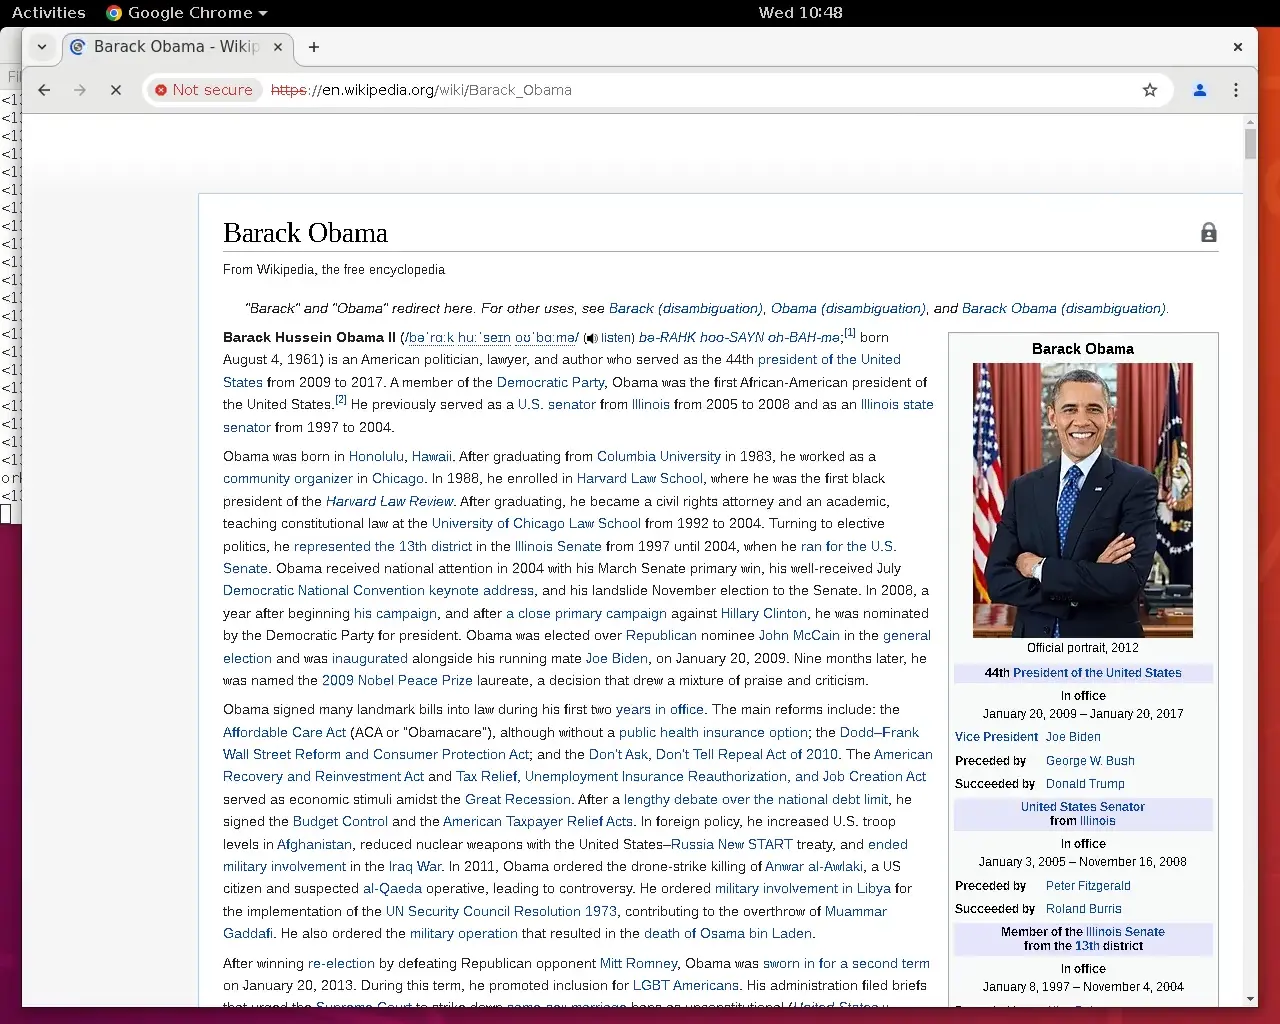 Activities Google Chrome Wed 10:48
Barack Obama - Wikip
Not secure https://en.wikipedia.org/wiki/Barack_Obama
Barack Obama
From Wikipedia, the free encyclopedia
"Barack" and "Obama" redirect here. For other uses, see Barack (disambiguation), Obama (disambiguation), and Barack Obama (disambiguation).
Barack Hussein Obama II (/bəˈrɑːk huːˈseɪn oʊˈbɑːmə/ (listen) bə-RAHK hoo-SAYN oh-BAH-mə;[1] born
August 4, 1961) is an American politician, lawyer, and author who served as the 44th president of the United
States from 2009 to 2017. A member of the Democratic Party, Obama was the first African-American president of
the United States.[2] He previously served as a U.S. senator from Illinois from 2005 to 2008 and as an Illinois state
senator from 1997 to 2004.
Obama was born in Honolulu, Hawaii. After graduating from Columbia University in 1983, he worked as a
community organizer in Chicago. In 1988, he enrolled in Harvard Law School, where he was the first black
president of the Harvard Law Review. After graduating, he became a civil rights attorney and an academic,
teaching constitutional law at the University of Chicago Law School from 1992 to 2004. Turning to elective
politics, he represented the 13th district in the Illinois Senate from 1997 until 2004, when he ran for the U.S.
Senate. Obama received national attention in 2004 with his March Senate primary win, his well-received July
Democratic National Convention keynote address, and his landslide November election to the Senate. In 2008, a
year after beginning his campaign, and after a close primary campaign against Hillary Clinton, he was nominated
by the Democratic Party for president. Obama was elected over Republican nominee John McCain in the general
election and was inaugurated alongside his running mate Joe Biden, on January 20, 2009. Nine months later, he
was named the 2009 Nobel Peace Prize laureate, a decision that drew a mixture of praise and criticism.
Obama signed many landmark bills into law during his first two years in office. The main reforms include: the
Affordable Care Act (ACA or "Obamacare"), although without a public health insurance option; the Dodd–Frank
Wall Street Reform and Consumer Protection Act; and the Don't Ask, Don't Tell Repeal Act of 2010. The American
Recovery and Reinvestment Act and Tax Relief, Unemployment Insurance Reauthorization, and Job Creation Act
served as economic stimuli amidst the Great Recession. After a lengthy debate over the national debt limit, he
signed the Budget Control and the American Taxpayer Relief Acts. In foreign policy, he increased U.S. troop
levels in Afghanistan, reduced nuclear weapons with the United States–Russia New START treaty, and ended
military involvement in the Iraq War. In 2011, Obama ordered the drone-strike killing of Anwar al-Awlaki, a US
citizen and suspected al-Qaeda operative, leading to controversy. He ordered military involvement in Libya for
the implementation of the UN Security Council Resolution 1973, contributing to the overthrow of Muammar
Gaddafi. He also ordered the military operation that resulted in the death of Osama bin Laden.
After winning re-election by defeating Republican opponent Mitt Romney, Obama was sworn in for a second term
on January 20, 2013. During this term, he promoted inclusion for LGBT Americans. His administration filed briefs
Barack Obama
Official portrait, 2012
44th President of the United States
In office
January 20, 2009 – January 20, 2017
Vice President Joe Biden
Preceded by George W. Bush
Succeeded by Donald Trump
United States Senator
from Illinois
In office
January 3, 2005 – November 16, 2008
Preceded by Peter Fitzgerald
Succeeded by Roland Burris
Member of the Illinois Senate
from the 13th district
In office
January 8, 1997 – November 4, 2004